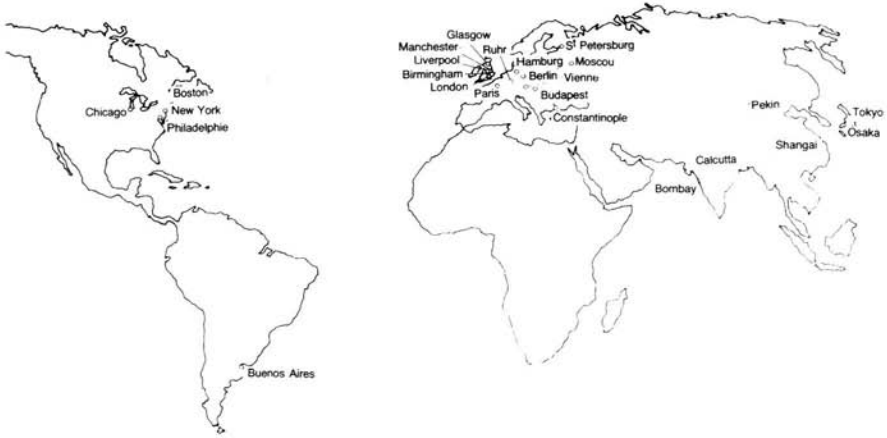 Boston
Chicago
New York
Philadelphie
Buenos Aires
Glasgow
Manchester
Ruhr
Liverpool
Birmingham
London
Paris
Hamburg
St Petersburg
Moscou
Berlin
Vienne
Budapest
Constantinople
Pekin
Tokyo
Osaka
Shangai
Calcutta
Bombay